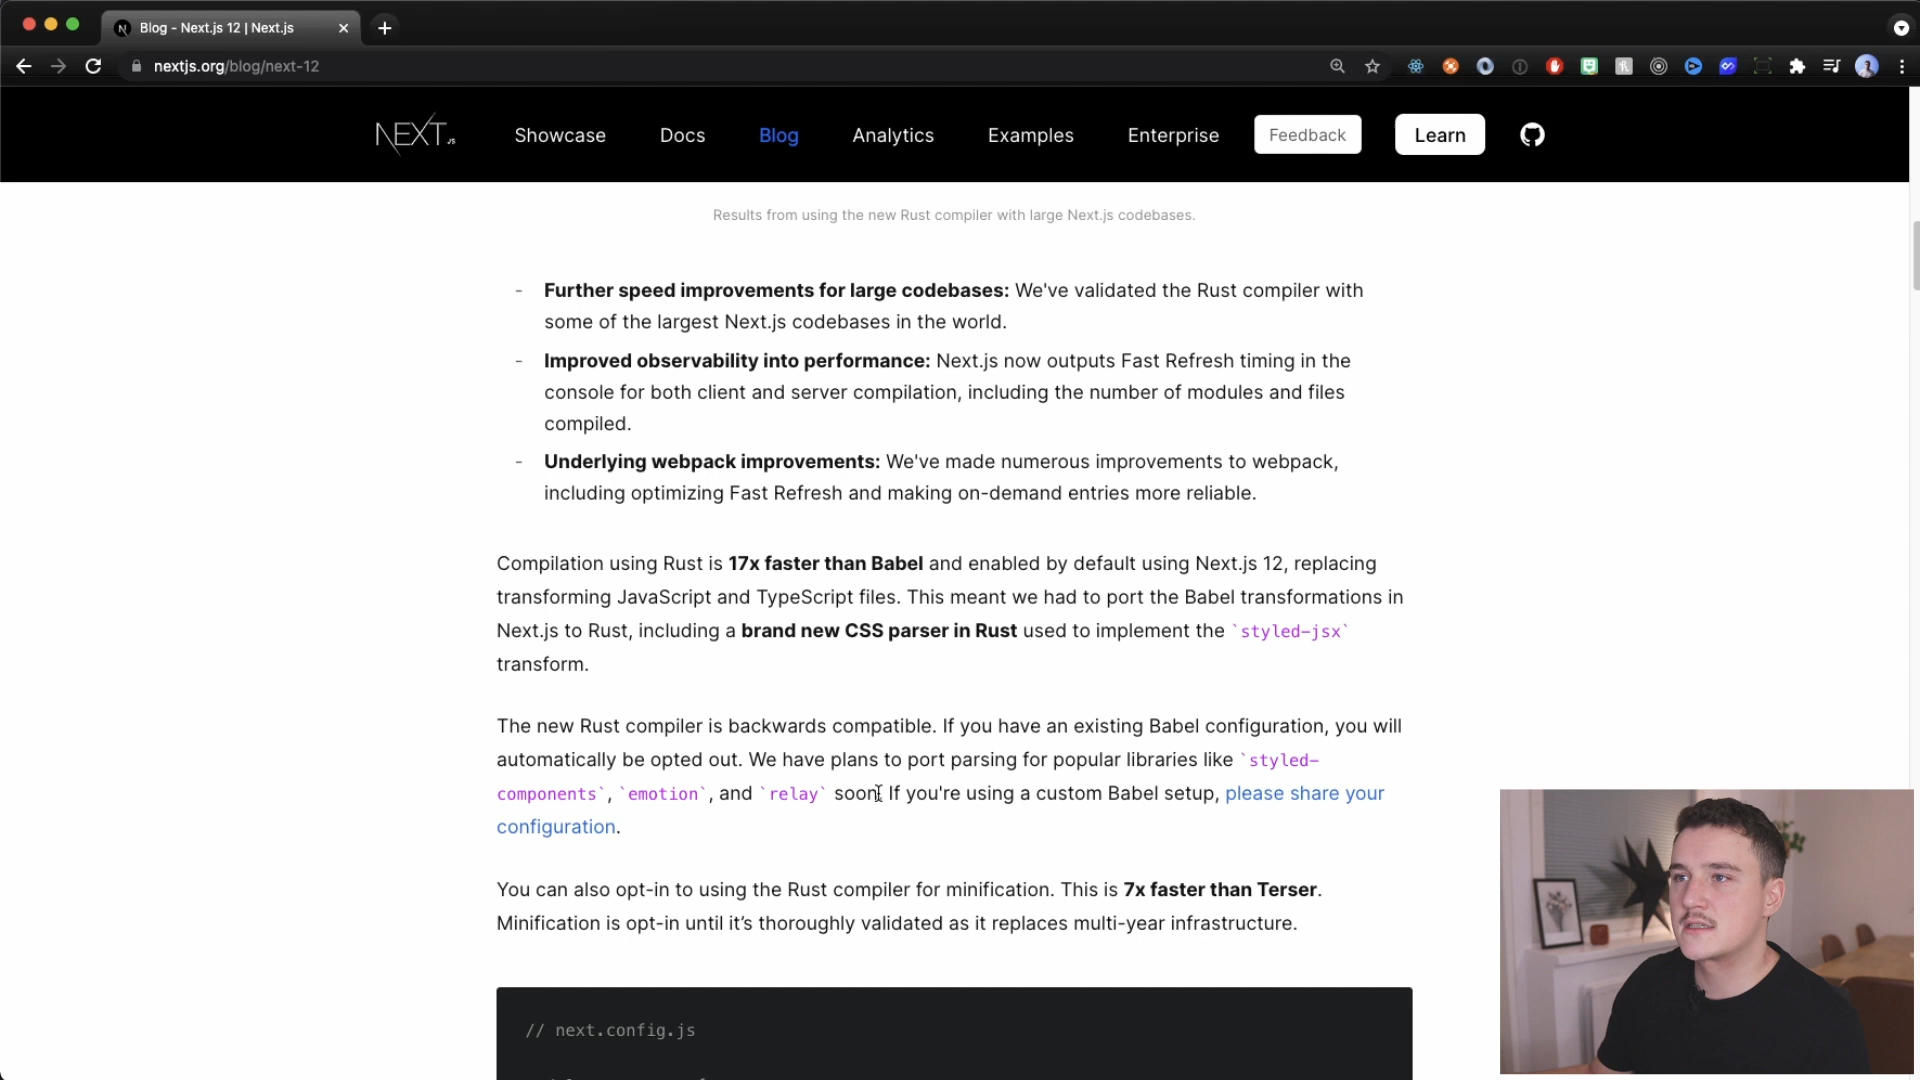 Blog - Next.js 12 | Next.js
nextjs.org/blog/next-12
NEXT.JS
Showcase
Docs
Blog
Analytics
Examples
Enterprise
Feedback
Learn
Results from using the new Rust compiler with large Next.js codebases.
- Further speed improvements for large codebases: We've validated the Rust compiler with
some of the largest Next.js codebases in the world.
- Improved observability into performance: Next.js now outputs Fast Refresh timing in the
console for both client and server compilation, including the number of modules and files
compiled.
- Underlying webpack improvements: We've made numerous improvements to webpack,
including optimizing Fast Refresh and making on-demand entries more reliable.
Compilation using Rust is 17x faster than Babel and enabled by default using Next.js 12, replacing
transforming JavaScript and TypeScript files. This meant we had to port the Babel transformations in
Next.js to Rust, including a brand new CSS parser in Rust used to implement the `styled-jsx`
transform.
The new Rust compiler is backwards compatible. If you have an existing Babel configuration, you will
automatically be opted out. We have plans to port parsing for popular libraries like `styled-
components`, `emotion`, and `relay` soon. If you're using a custom Babel setup, please share your
configuration.
You can also opt-in to using the Rust compiler for minification. This is 7x faster than Terser.
Minification is opt-in until it’s thoroughly validated as it replaces multi-year infrastructure.
// next.config.js